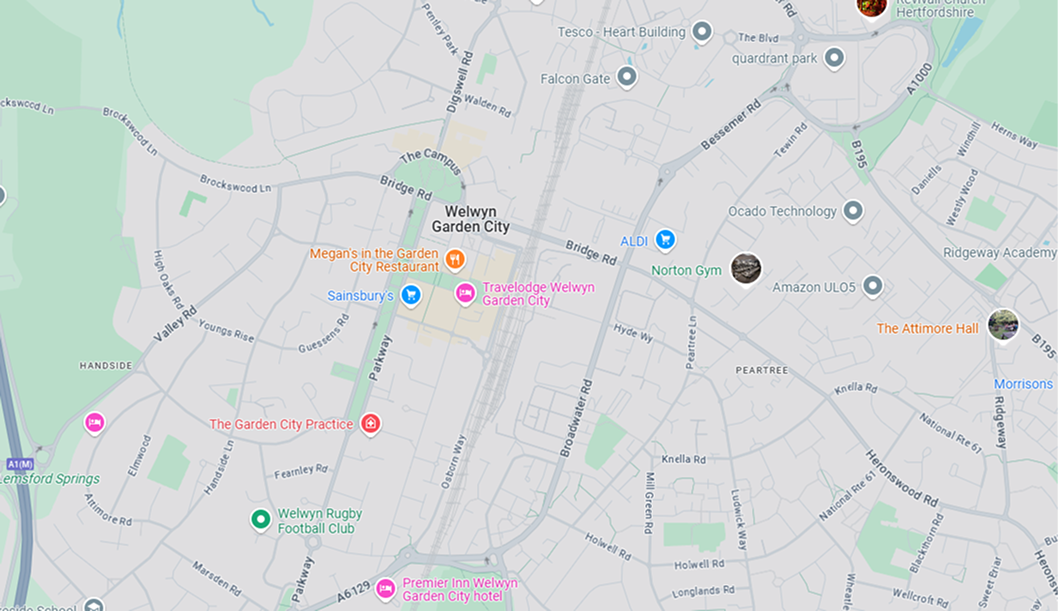 Revival Church
Hertfordshire
Tesco - Heart Building
The Blvd
quadrant park
Falcon Gate
Pentley Park
Digswell Rd
Walden Rd
A1000
Bessemer Rd
Tewin Rd
B195
Herns Way
Windhill
Daniells
Westly Wood
Brockswood Ln
The Campus
Brockswood Ln
Bridge Rd
Welwyn
Garden City
Ocado Technology
Bridge Rd
ALDI
Norton Gym
Ridgeway Academy
Megan's in the Garden
City Restaurant
Amazon ULO5
Sainsbury's
Travelodge Welwyn
Garden City
High Oaks Rd
Valley Rd
Youngs Rise
Guessens Rd
Parkway
Hyde Wy
Peartree Ln
The Attimore Hall
B195
HANDSIDE
PEARTREE
Morrisons
Knella Rd
The Garden City Practice
Broadwater Rd
Ridgeway
National Rte 61
Elmwood
Handside Ln
Osborn Way
Knella Rd
A1(M)
Lemsford Springs
Fearnley Rd
Mill Green Rd
Ludwick Way
National Rte 61
Heronswood Rd
Attimore Rd
Welwyn Rugby
Football Club
Holwell Rd
Blackthorn Rd
Marsden Rd
Parkway
A6129
Premier Inn Welwyn
Garden City hotel
Holwell Rd
Longlands Rd
Wellcroft Rd
Sweet Briar
School